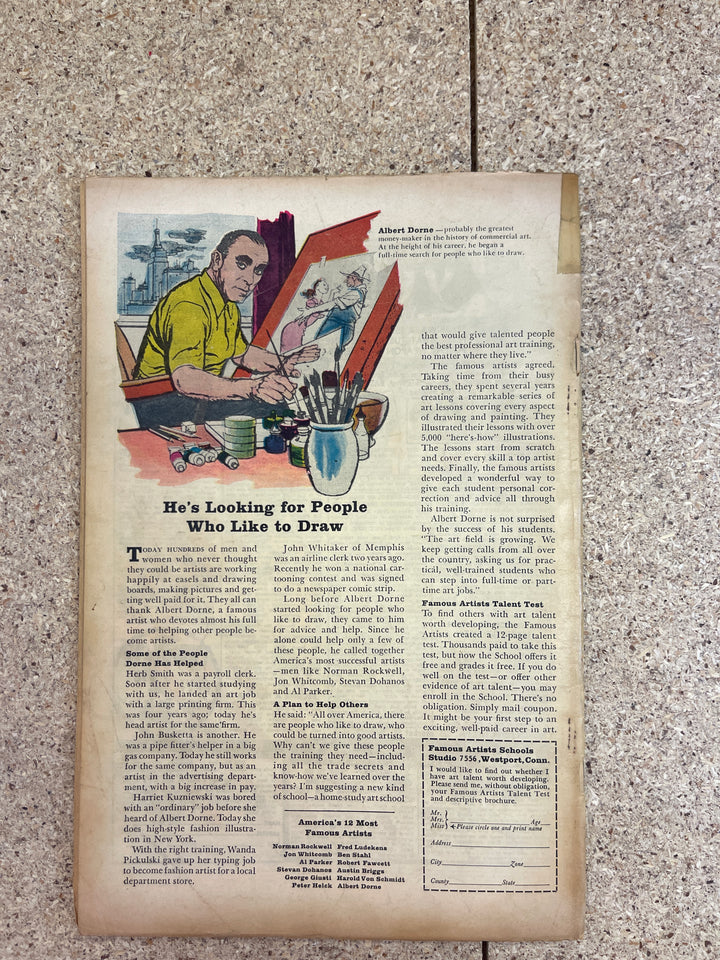 Albert Dorne — probably the greatest
money-maker in the history of commercial art.
At the height of his career, he began a
full-time search for people who like to draw.
He's Looking for People
Who Like to Draw
TODAY HUNDREDS of men and
women who never thought
they could be artists are working
happily at easels and drawing
boards, making pictures and get-
ting well paid for it. They all can
thank Albert Dorne, a famous
artist who devotes almost his full
time to helping other people be-
come artists.
Some of the People
Dorne Has Helped
Herb Smith was a payroll clerk.
Soon after he started studying
with us, he landed an art job
with a large printing firm. This
was four years ago; today he's
head artist for the same firm.
John Busketta is another. He
was a pipe fitter's helper in a big
gas company. Today he still works
for the same company, but as an
artist in the advertising depart-
ment, with a big increase in pay.
Harriet Kuzniewski was bored
with an "ordinary" job before she
heard of Albert Dorne. Today she
does high-style fashion illustra-
tion in New York.
With the right training, Wanda
Pickulski gave up her typing job
to become fashion artist for a local
department store.
John Whitaker of Memphis
was an airline clerk two years ago.
Recently he won a national car-
tooning contest and was signed
to do a newspaper comic strip.
Long before Albert Dorne
started looking for people who
like to draw, they came to him
for advice and help. Since he
alone could help only a few of
these people, he called together
America's most successful artists
—men like Norman Rockwell,
Jon Whitcomb, Stevan Dohanos
and Al Parker.
A Plan to Help Others
He said: "All over America, there
are people who like to draw, who
could be turned into good artists.
Why can't we give these people
the training they need—includ-
ing all the trade secrets and
know-how we've learned over the
years? I'm suggesting a new kind
of school—a home-study art school
America's 12 Most
Famous Artists
Norman Rockwell Fred Ludekens
Jon Whitcomb Ben Stahl
Al Parker Robert Fawcett
Stevan Dohanos Austin Briggs
George Giusti Harold Von Schmidt
Peter Helck Albert Dorne
that would give talented people
the best professional art training,
no matter where they live."
The famous artists agreed.
Taking time from their busy
careers, they spent several years
creating a remarkable series of
art lessons covering every aspect
of drawing and painting. They
illustrated their lessons with over
5,000 "here's-how" illustrations.
The lessons start from scratch
and cover every skill a top artist
needs. Finally, the famous artists
developed a wonderful way to
give each student personal cor-
rection and advice all through
his training.
Albert Dorne is not surprised
by the success of his students.
"The art field is growing. We
keep getting calls from all over
the country, asking us for prac-
tical, well-trained students who
can step into full-time or part-
time art jobs."
Famous Artists Talent Test
To find others with art talent
worth developing, the Famous
Artists created a 12-page talent
test. Thousands paid to take this
test, but now the School offers it
free and grades it free. If you do
well on the test—or offer other
evidence of art talent—you may
enroll in the School. There's no
obligation. Simply mail coupon.
It might be your first step to an
exciting, well-paid career in art.
Famous Artists Schools
Studio 7556, Westport, Conn.
I would like to find out whether I
have art talent worth developing.
Please send me, without obligation,
your Famous Artists Talent Test
and descriptive brochure.
Mr.
Mrs. Age
Miss Please circle one and print name
Address
City Zone
County State